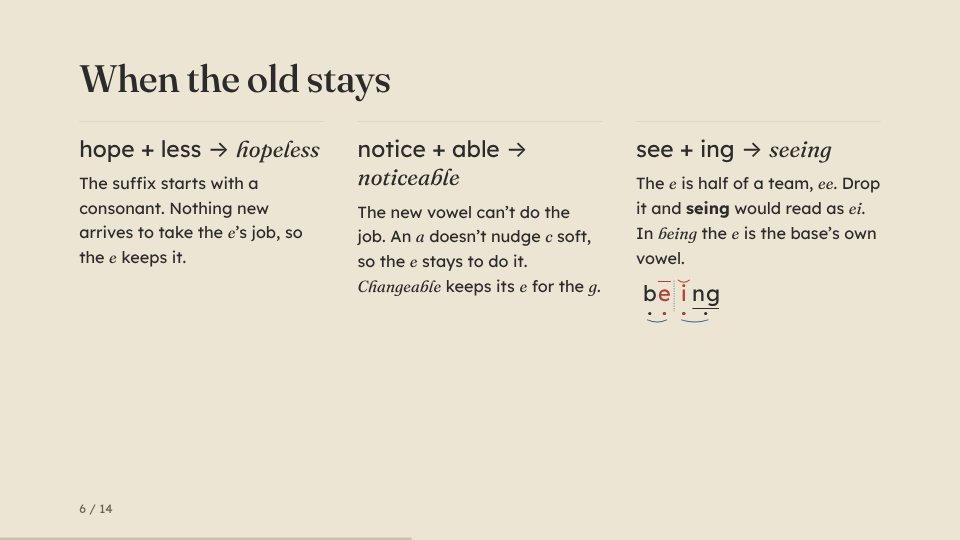 When the old stays
hope + less → hopeless
The suffix starts with a
consonant. Nothing new
arrives to take the e’s job, so
the e keeps it.
notice + able →
noticeable
The new vowel can’t do the
job. An a doesn’t nudge c soft,
so the e stays to do it.
Changeable keeps its e for the g.
see + ing → seeing
The e is half of a team, ee. Drop
it and seing would read as ei.
In being the e is the base’s own
vowel.
being
6 / 14